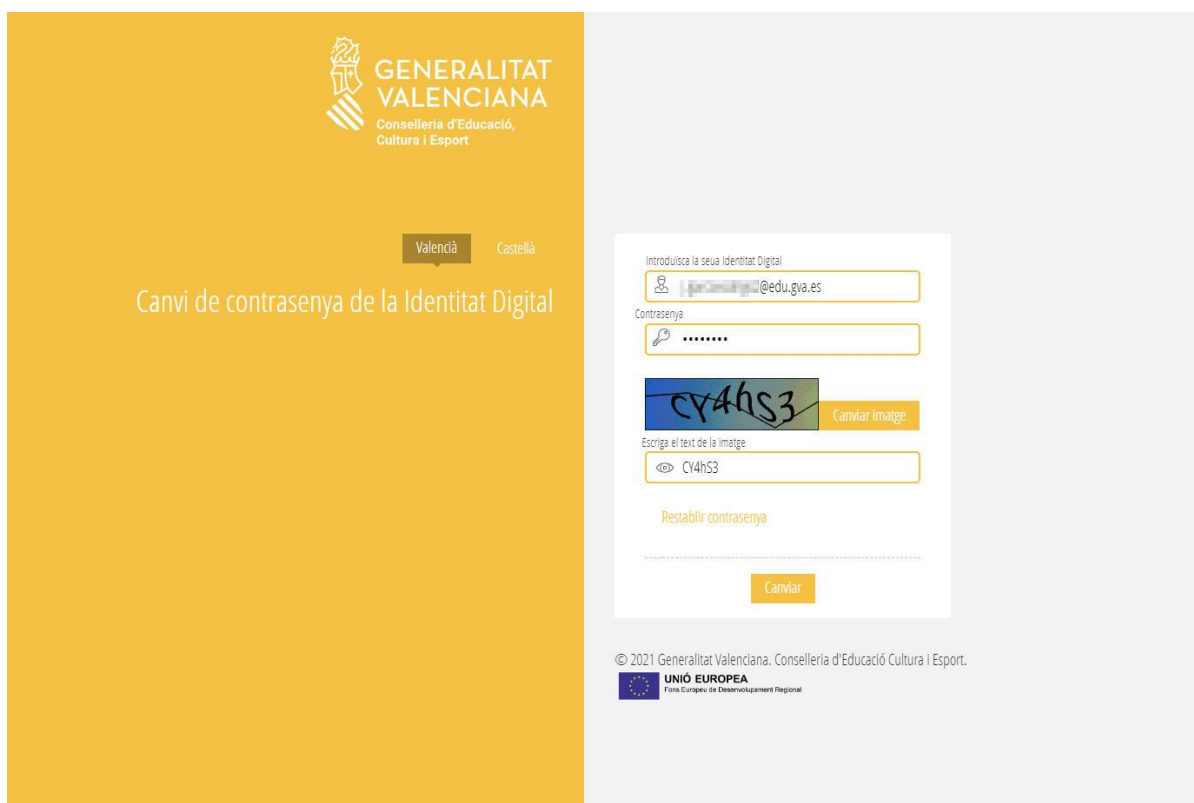 GENERALITAT
VALENCIANA
Conselleria d'Educació,
Cultura i Esport
Valencià
Castellà
Canvi de contrasenya de la Identitat Digital
Introduïsca la seua Identitat Digital
@edu.gva.es
Contrasenya
••••••••
CY4hS3
Canviar imatge
Escriga el text de la imatge
CY4hS3
Restablir contrasenya
Canviar
© 2021 Generalitat Valenciana. Conselleria d'Educació Cultura i Esport.
UNIÓ EUROPEA
Fons Europeu de Desenvolupament Regional